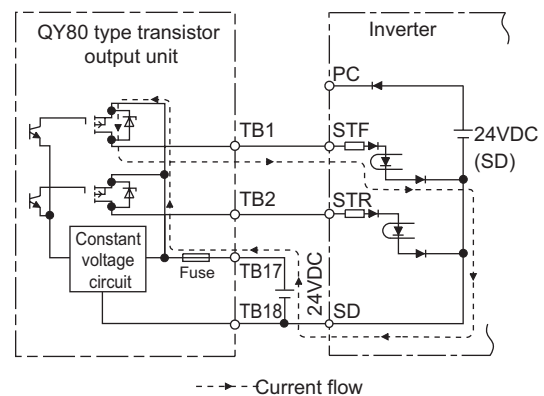 QY80 type transistor
output unit
Inverter
PC
TB1
STF
24VDC
(SD)
TB2
STR
Constant
voltage
circuit
Fuse
TB17
24VDC
TB18
SD
Current flow